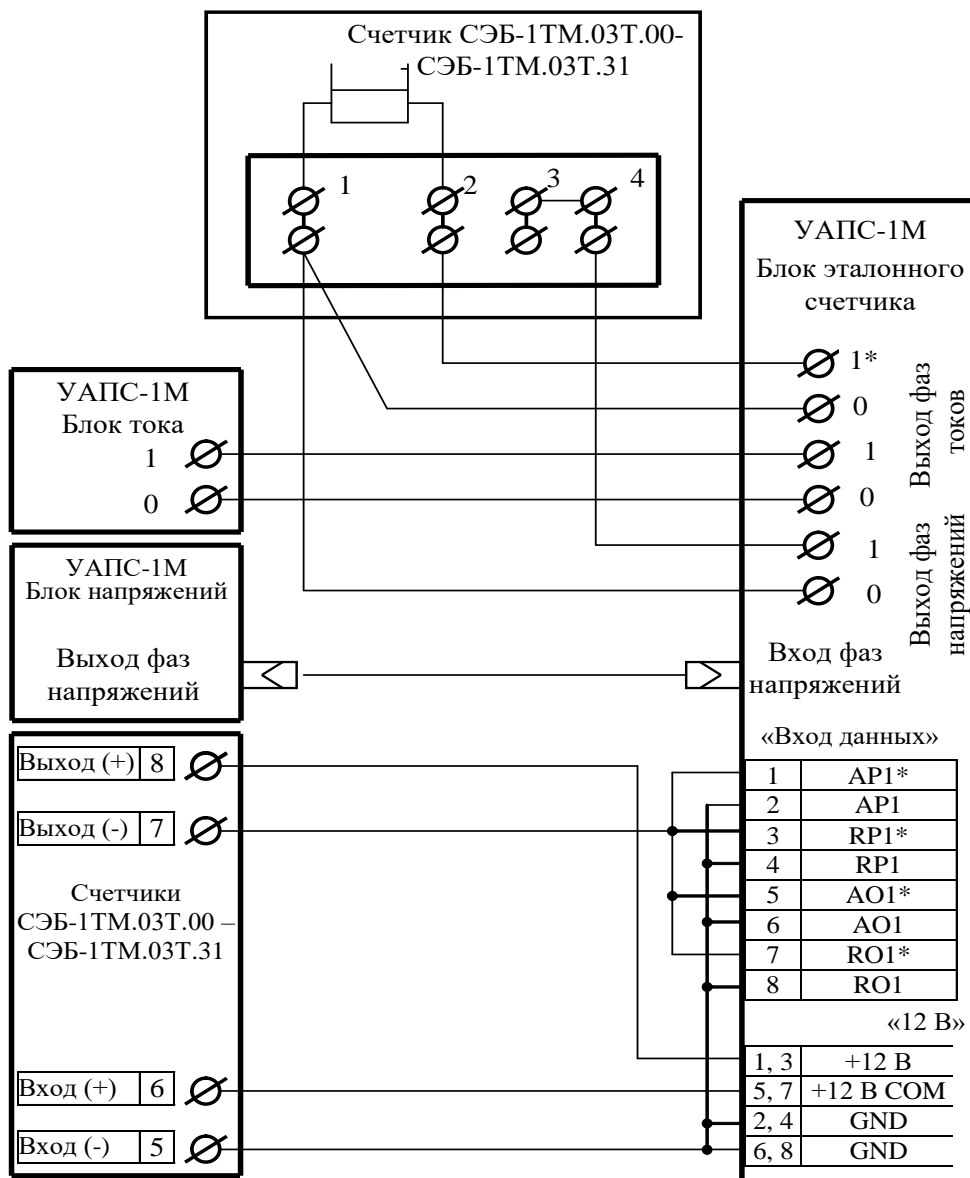 Счетчик СЭБ-1ТМ.03Т.00-
СЭБ-1ТМ.03Т.31
1
2
3
4
УАПС-1М
Блок эталонного
счетчика
1*
0
1
0
1
0
Выход фаз
токов
Выход фаз
напряжений
УАПС-1М
Блок тока
1
0
УАПС-1М
Блок напряжений
Выход фаз
напряжений
Вход фаз
напряжений
«Вход данных»
1 AP1*
2 AP1
3 RP1*
4 RP1
5 AO1*
6 AO1
7 RO1*
8 RO1
«12 В»
1, 3 +12 В
5, 7 +12 В COM
2, 4 GND
6, 8 GND
Выход (+) 8
Выход (-) 7
Счетчики
СЭБ-1ТМ.03Т.00 –
СЭБ-1ТМ.03Т.31
Вход (+) 6
Вход (-) 5